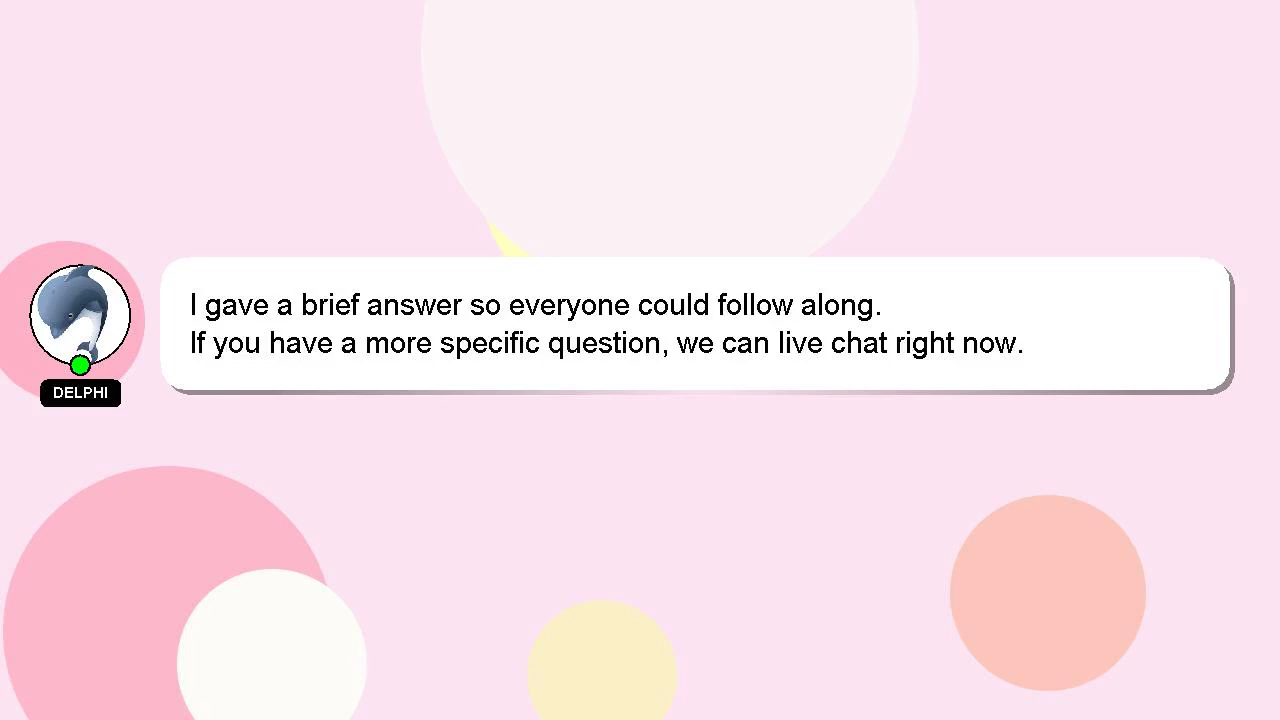 I gave a brief answer so everyone could follow along.
If you have a more specific question, we can live chat right now.
DELPHI